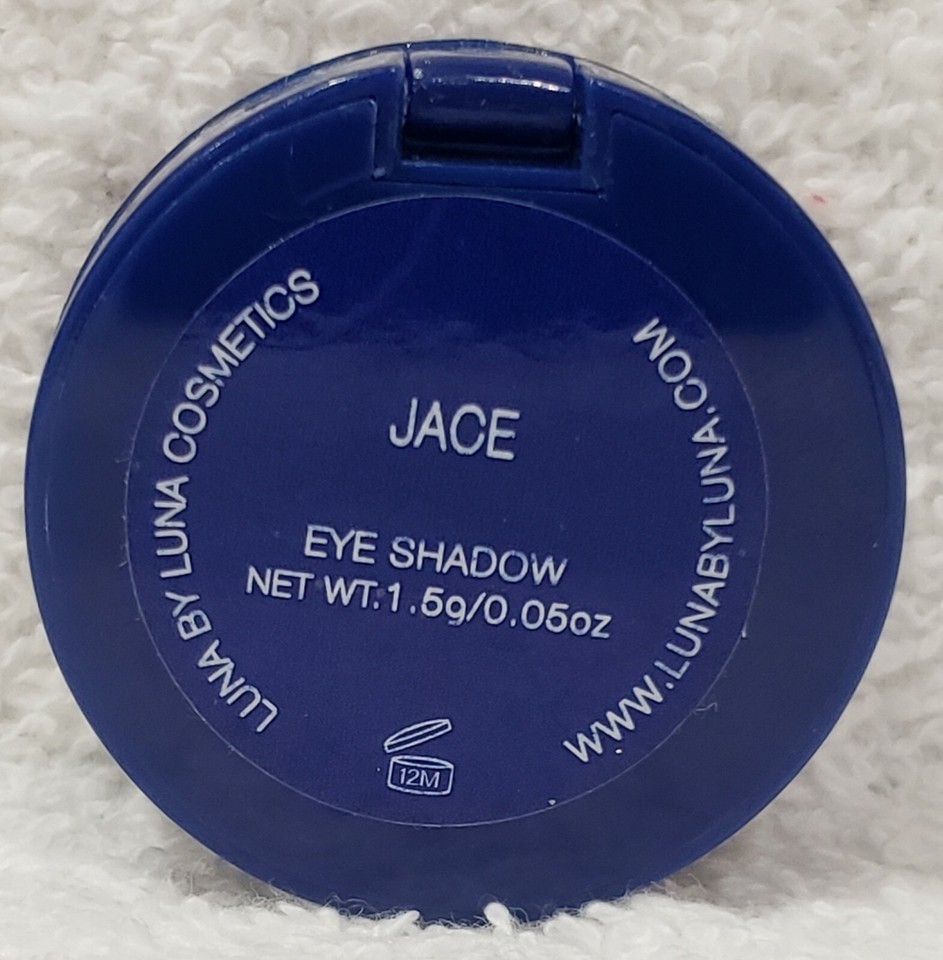 LUNA BY LUNA COSMETICS
JACE
EYE SHADOW
NET WT.1.5g/0.05oz
WWW.LUNABYLUNA.COM
12M